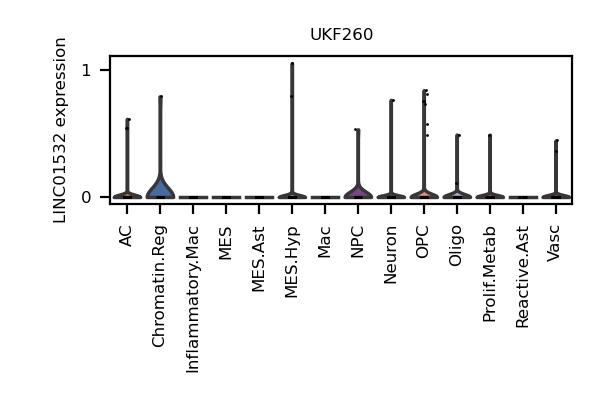 UKF260
LINC01532 expression
1
0
AC
Chromatin.Reg
Inflammatory.Mac
MES
MES.Ast
MES.Hyp
Mac
NPC
Neuron
OPC
Oligo
Prolif.Metab
Reactive.Ast
Vasc